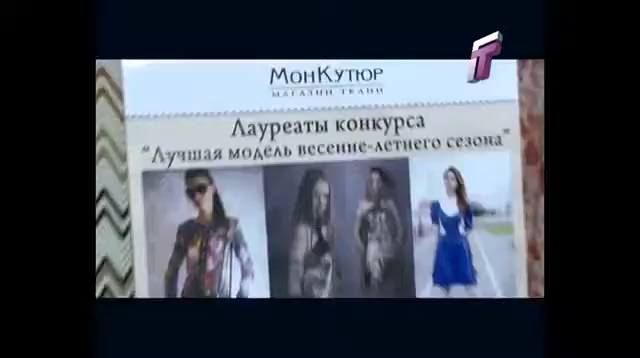 МОНКУТЮР
МАГАЗИН ТКАНИ
Лауреаты конкурса
"Лучшая модель весенне-летнего сезона"